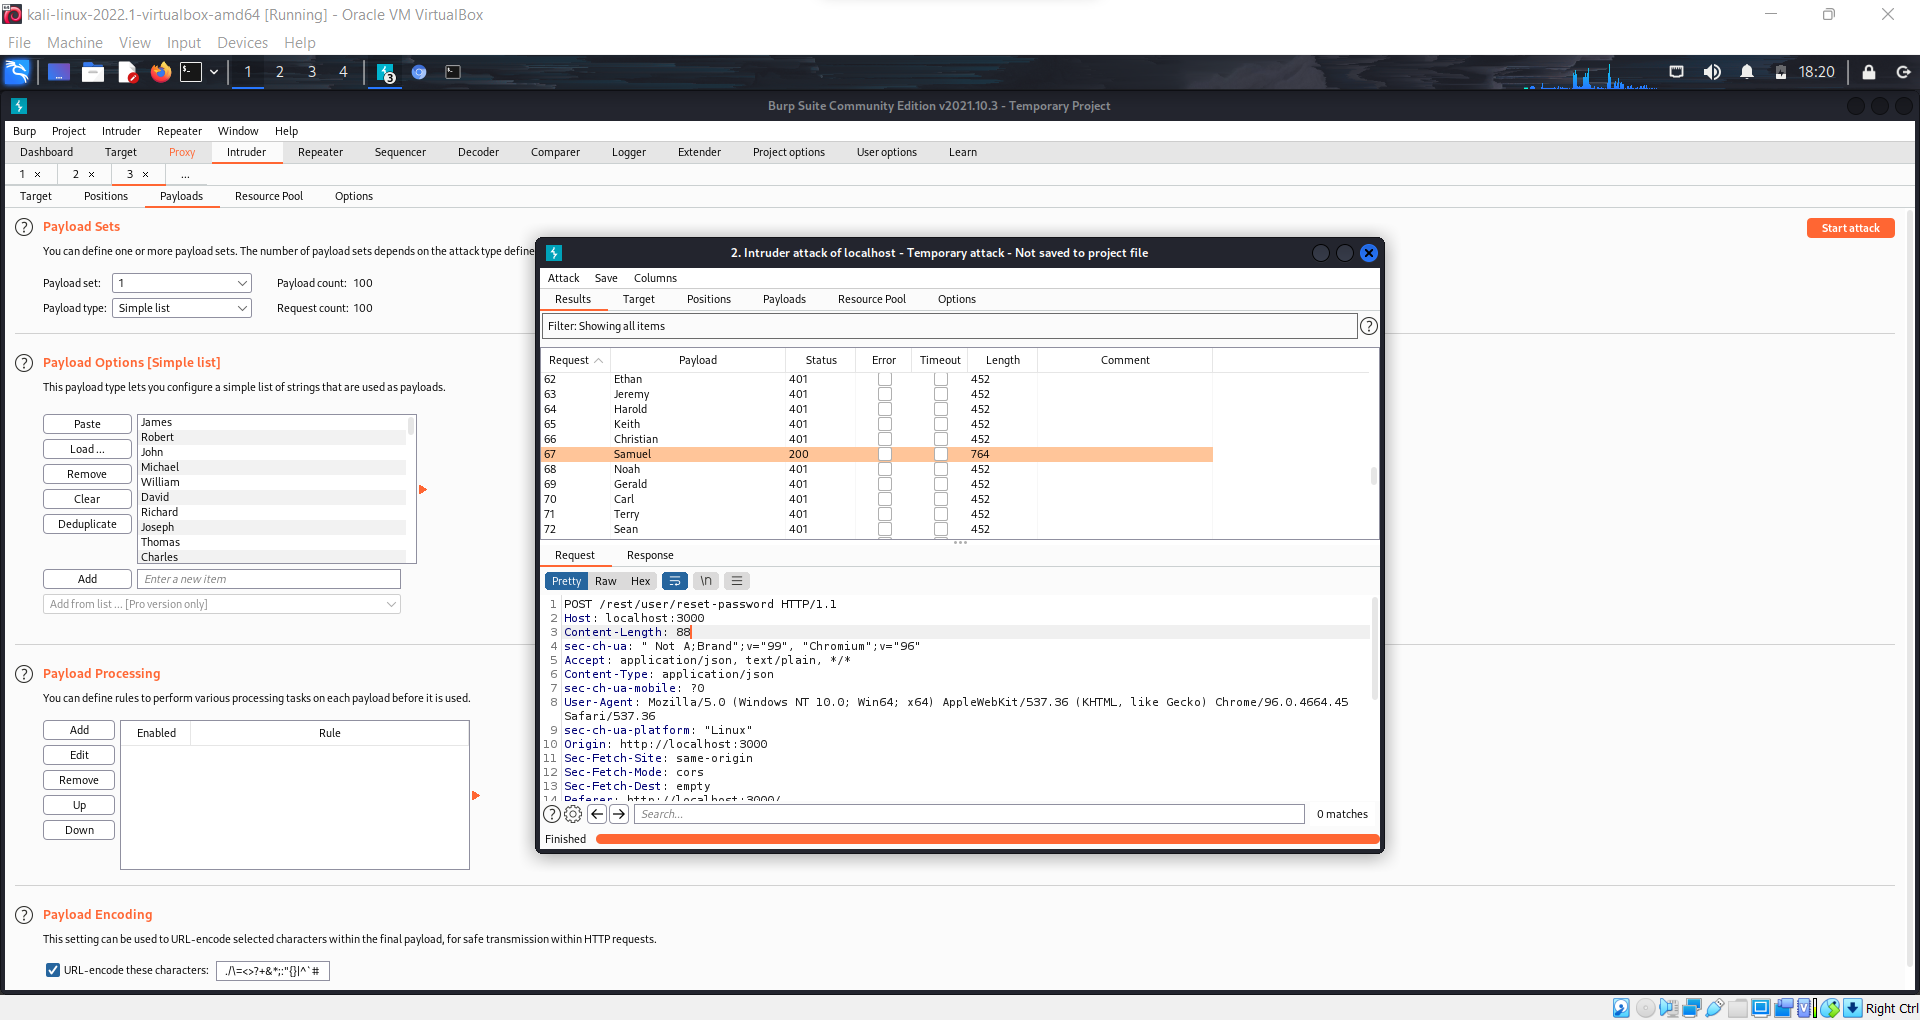 kali-linux-2022.1-virtualbox-amd64 [Running] - Oracle VM VirtualBox
File Machine View Input Devices Help
1 2 3 4 3 18:20
Burp Suite Community Edition v2021.10.3 - Temporary Project
Burp Project Intruder Repeater Window Help
Dashboard Target Proxy Intruder Repeater Sequencer Decoder Comparer Logger Extender Project options User options Learn
1 × 2 × 3 × ...
Target Positions Payloads Resource Pool Options
? Payload Sets
Start attack
You can define one or more payload sets. The number of payload sets depends on the attack type define
Payload set: 1 Payload count: 100
Payload type: Simple list Request count: 100
? Payload Options [Simple list]
This payload type lets you configure a simple list of strings that are used as payloads.
Paste
Load ...
Remove
Clear
Deduplicate
James
Robert
John
Michael
William
David
Richard
Joseph
Thomas
Charles
Add Enter a new item
Add from list ... [Pro version only]
? Payload Processing
You can define rules to perform various processing tasks on each payload before it is used.
Add
Edit
Remove
Up
Down
Enabled Rule
? Payload Encoding
This setting can be used to URL-encode selected characters within the final payload, for safe transmission within HTTP requests.
URL-encode these characters: ./\=<>?+&*;:"{}|^`#
2. Intruder attack of localhost - Temporary attack - Not saved to project file
Attack Save Columns
Results Target Positions Payloads Resource Pool Options
Filter: Showing all items ?
Request Payload Status Error Timeout Length Comment
62 Ethan 401 452
63 Jeremy 401 452
64 Harold 401 452
65 Keith 401 452
66 Christian 401 452
67 Samuel 200 764
68 Noah 401 452
69 Gerald 401 452
70 Carl 401 452
71 Terry 401 452
72 Sean 401 452
Request Response
Pretty Raw Hex \n
1 POST /rest/user/reset-password HTTP/1.1
2 Host: localhost:3000
3 Content-Length: 88
4 sec-ch-ua: " Not A;Brand";v="99", "Chromium";v="96"
5 Accept: application/json, text/plain, */*
6 Content-Type: application/json
7 sec-ch-ua-mobile: ?0
8 User-Agent: Mozilla/5.0 (Windows NT 10.0; Win64; x64) AppleWebKit/537.36 (KHTML, like Gecko) Chrome/96.0.4664.45
Safari/537.36
9 sec-ch-ua-platform: "Linux"
10 Origin: http://localhost:3000
11 Sec-Fetch-Site: same-origin
12 Sec-Fetch-Mode: cors
13 Sec-Fetch-Dest: empty
14 Referer: http://localhost:3000/
? Search... 0 matches
Finished
Right Ctrl